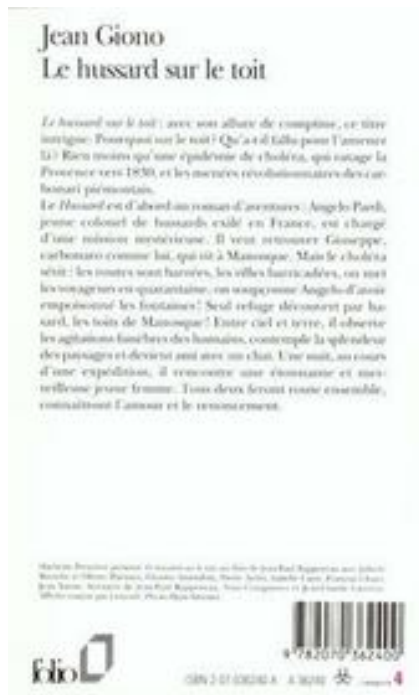 Jean Giono
Le hussard sur le toit
Le hussard sur le toit : avec son allure de comptine, ce titre
intrigue. Pourquoi sur le toit ? Qu'a-t-il fallu pour l'amener
là ? Rien moins qu'une épidémie de choléra, qui ravage la
Provence vers 1830, et les menées révolutionnaires des car-
bonari piémontais.
Le Hussard est d'abord un roman d'aventures : Angelo Pardi,
jeune colonel de hussards exilé en France, est chargé
d'une mission mystérieuse. Il veut retrouver Giuseppe,
carbonaro comme lui, qui vit à Manosque. Mais le choléra
sévit : les routes sont barrées, les villes barricadées, on met
les voyageurs en quarantaine, on soupçonne Angelo d'avoir
empoisonné les fontaines ! Seul refuge découvert par ha-
sard, les toits de Manosque ! Entre ciel et terre, il observe
les agitations funèbres des humains, contemple la splendeur
des paysages et devient ami avec un chat. Une nuit, au cours
d'une expédition, il rencontre une étonnante et mer-
veilleuse jeune femme. Tous deux feront route ensemble,
connaîtront l'amour et le renoncement.
9 782070 362400
folio
ISBN 2-07-036240-4 A 36240 4